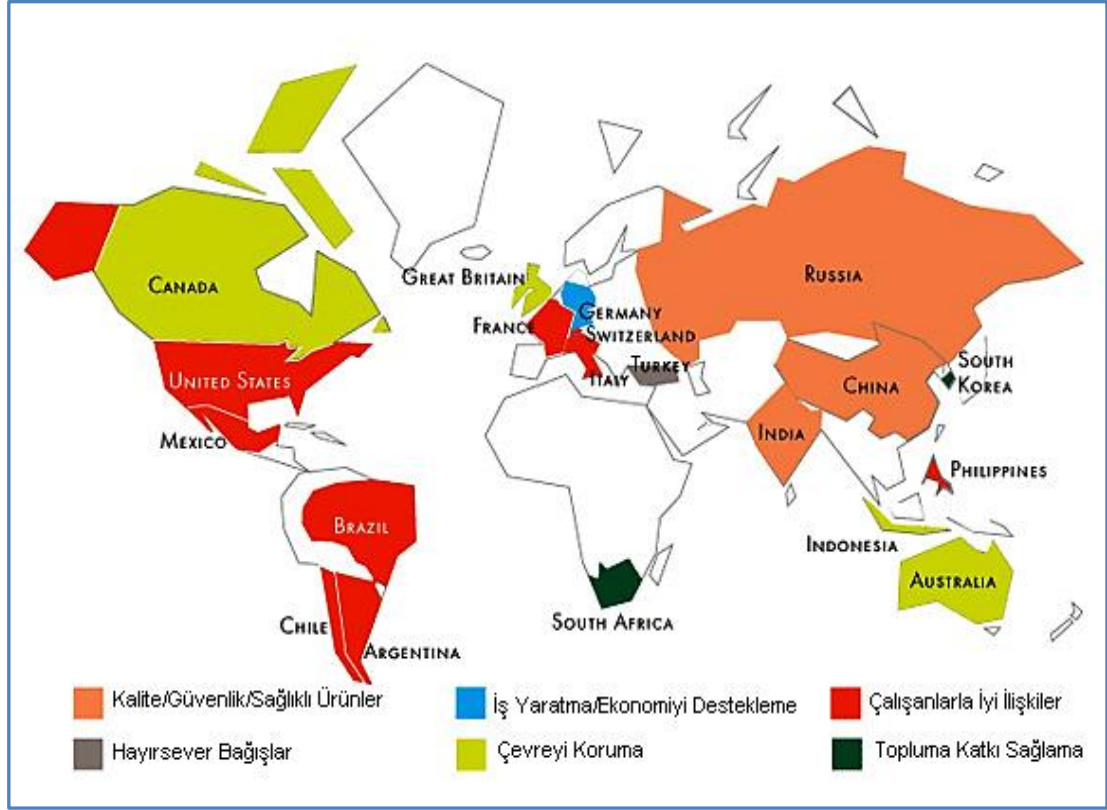 CANADA
GREAT BRITAIN
RUSSIA
FRANCE
GERMANY
SWITZERLAND
ITALY
TURKEY
UNITED STATES
MEXICO
CHINA
SOUTH
KOREA
INDIA
PHILIPPINES
BRAZIL
INDONESIA
AUSTRALIA
CHILE
ARGENTINA
SOUTH AFRICA
Kalite/Güvenlik/Sağlıklı Ürünler
İş Yaratma/Ekonomiyi Destekleme
Çalışanlarla İyi İlişkiler
Hayırsever Bağışlar
Çevreyi Koruma
Topluma Katkı Sağlama